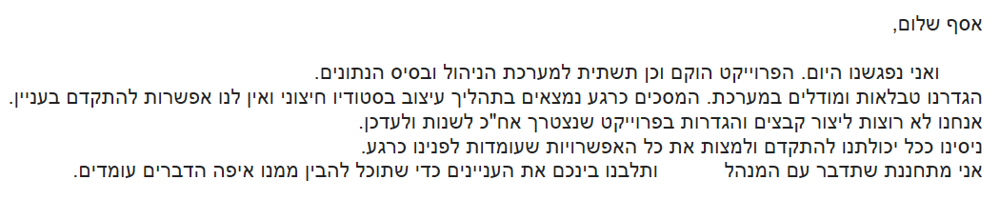 אסף שלום,
ואני נפגשנו היום. הפרוייקט הוקם וכן תשתית למערכת הניהול ובסיס הנתונים.
הגדרנו טבלאות ומודלים במערכת. המסכים כרגע נמצאים בתהליך עיצוב בסטודיו חיצוני ואין לנו אפשרות להתקדם בעניין.
אנחנו לא רוצות ליצור קבצים והגדרות בפרוייקט שנצטרך אח"כ לשנות ולעדכן.
ניסינו ככל יכולתנו להתקדם ולמצות את כל האפשרויות שעומדות לפנינו כרגע.
אני מתחננת שתדבר עם המנהל ותלבנו בינכם את העניינים כדי שתוכל להבין ממנו איפה הדברים עומדים.